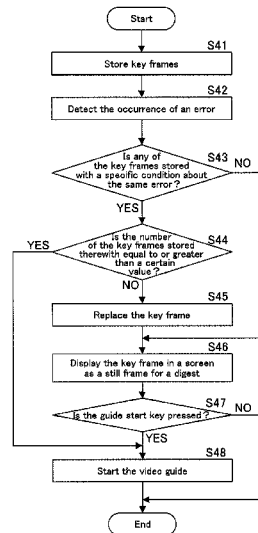 Start
S41
Store key frames
S42
Detect the occurrence of an error
S43
Is any of
the key frames stored
with a specific condition about
the same error?
NO
YES
S44
Is the number
of the key frames stored
therewith equal to or greater
than a certain
value?
YES
NO
S45
Replace the key frame
S46
Display the key frame in a screen
as a still frame for a digest
S47
Is the guide start key pressed?
NO
YES
S48
Start the video guide
End